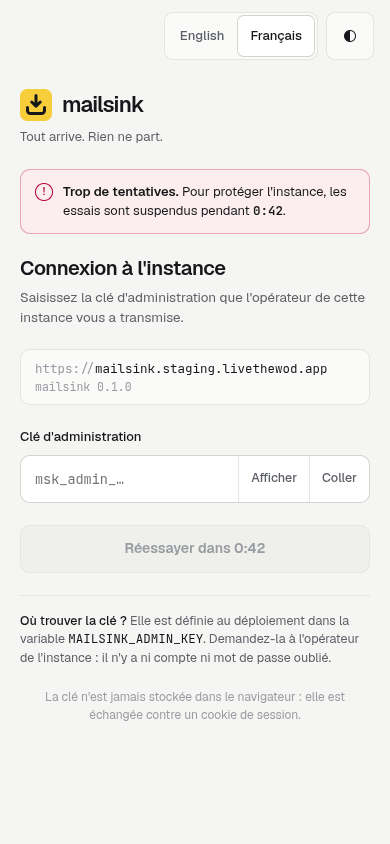 English
Français
mailsink
Tout arrive. Rien ne part.
! Trop de tentatives. Pour protéger l'instance, les
essais sont suspendus pendant 0:42.
Connexion à l'instance
Saisissez la clé d'administration que l'opérateur de cette
instance vous a transmise.
https://mailsink.staging.livethewod.app
mailsink 0.1.0
Clé d'administration
msk_admin_…
Afficher
Coller
Réessayer dans 0:42
Où trouver la clé ? Elle est définie au déploiement dans la
variable MAILSINK_ADMIN_KEY. Demandez-la à l'opérateur
de l'instance : il n'y a ni compte ni mot de passe oublié.
La clé n'est jamais stockée dans le navigateur : elle est
échangée contre un cookie de session.